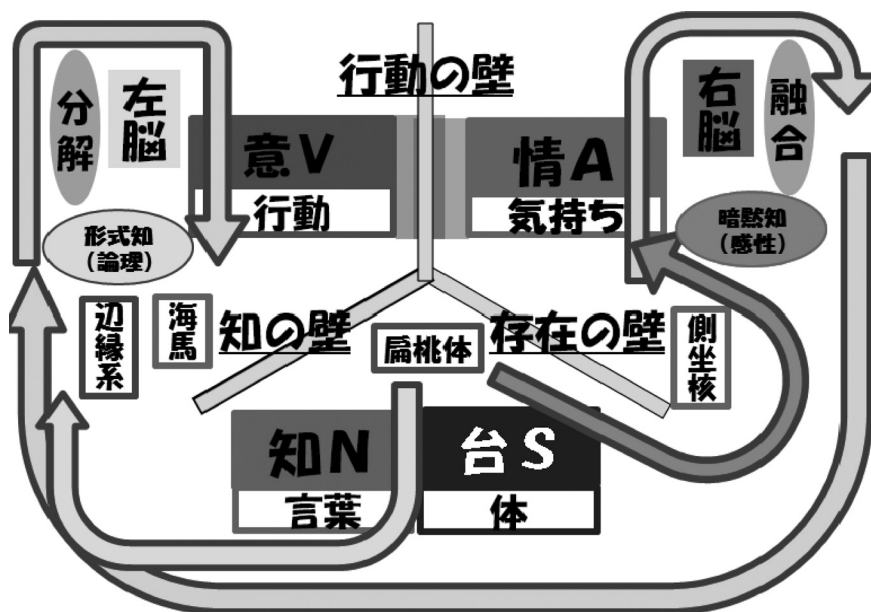 行動の壁
分解
左脳
右脳
融合
意V
情A
行動
気持ち
形式知
(論理)
暗黙知
(感性)
辺縁系
海馬
知の壁
扁桃体
存在の壁
側坐核
知N
台S
言葉
体